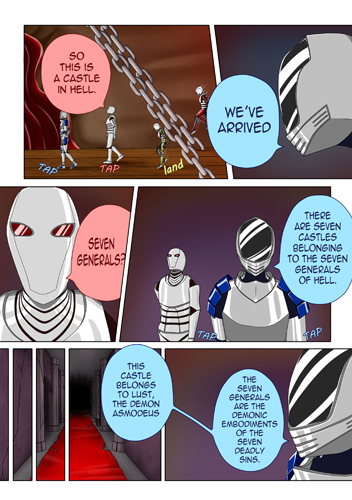 SO
THIS IS
A CASTLE
IN HELL.
WE'VE
ARRIVED
TAP
TAP
land
SEVEN
GENERALS?
THERE
ARE SEVEN
CASTLES
BELONGING
TO THE SEVEN
GENERALS
OF HELL.
TAP
TAP
THIS
CASTLE
BELONGS
TO LUST,
THE DEMON
ASMODEUS
THE
SEVEN
GENERALS
ARE THE
DEMONIC
EMBODIMENTS
OF THE
SEVEN
DEADLY
SINS.